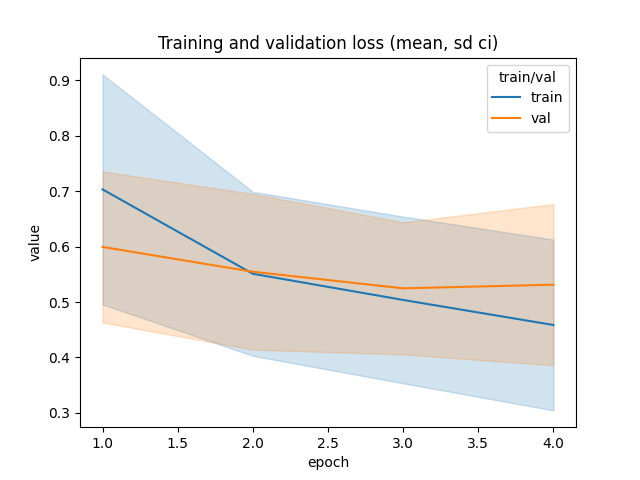 Training and validation loss (mean, sd ci)
train/val
train
val
value
0.9
0.8
0.7
0.6
0.5
0.4
0.3
1.0 1.5 2.0 2.5 3.0 3.5 4.0
epoch